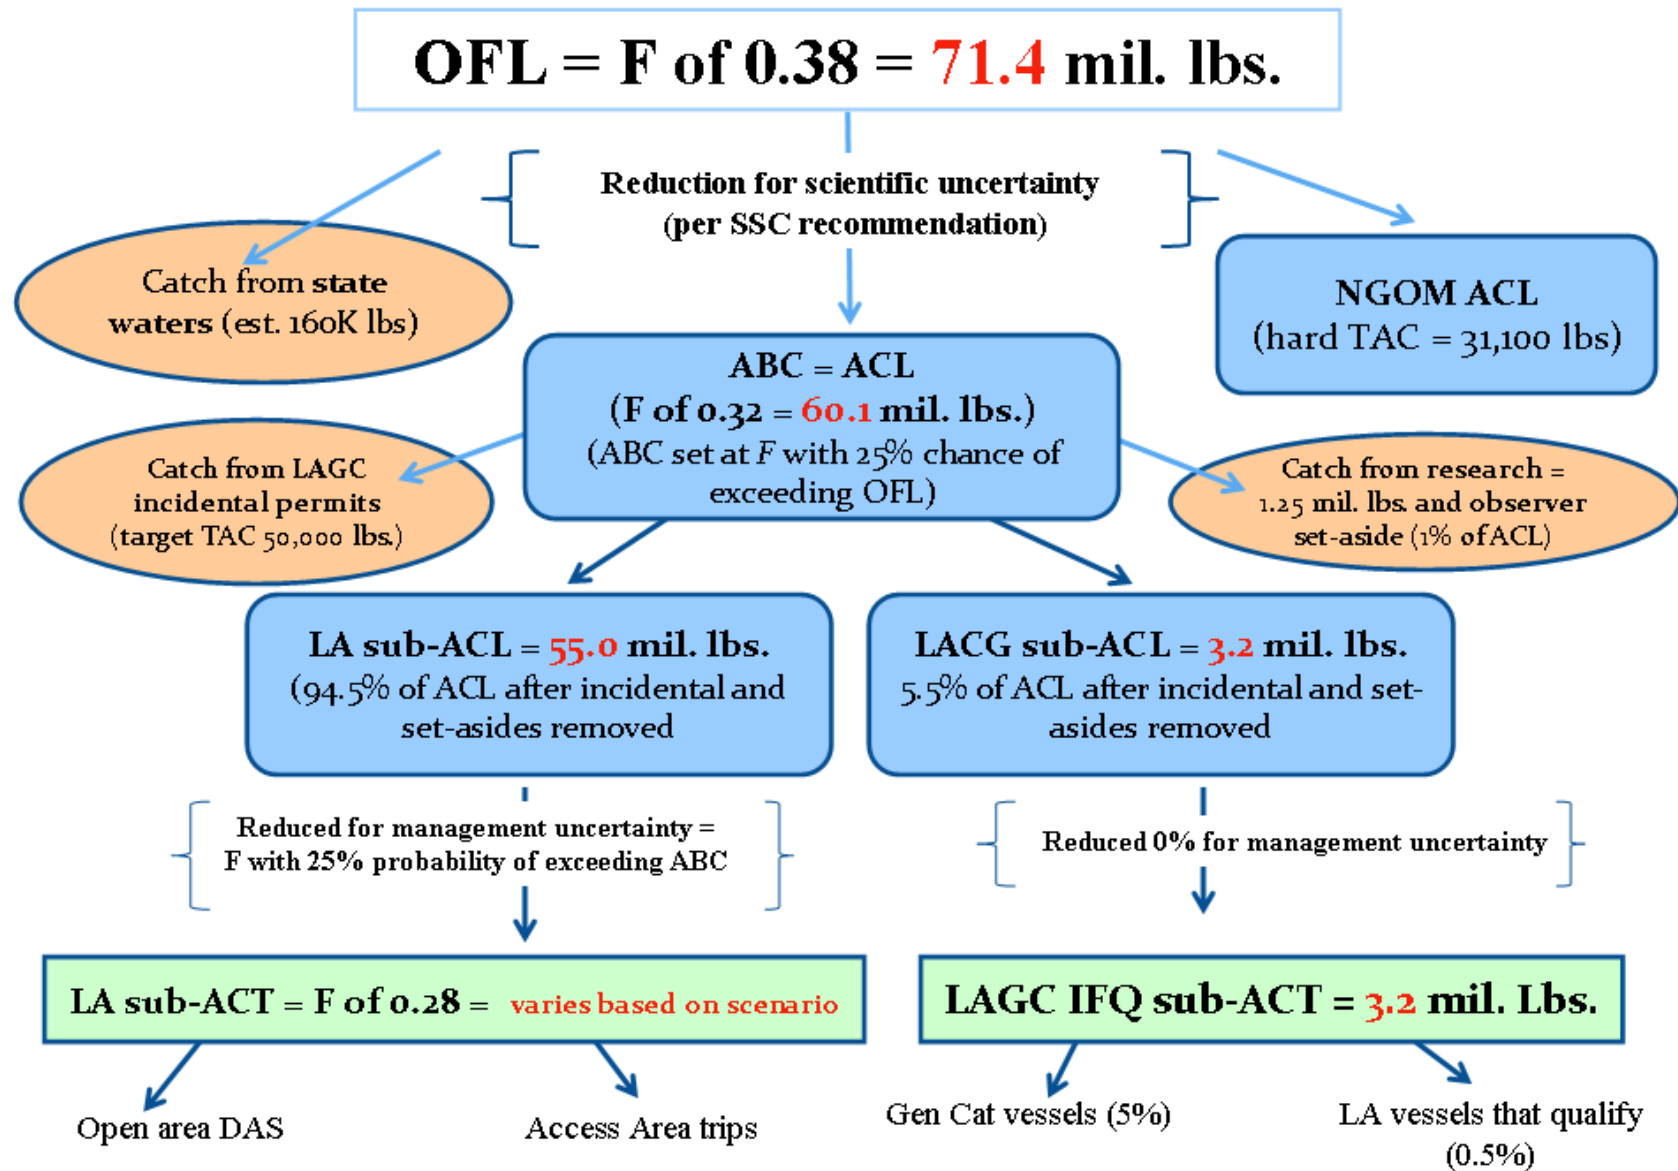 OFL = F of 0.38 = 71.4 mil. lbs.
Reduction for scientific uncertainty
(per SSC recommendation)
Catch from state
waters (est. 160K lbs)
NGOM ACL
(hard TAC = 31,100 lbs)
ABC = ACL
(F of 0.32 = 60.1 mil. lbs.)
(ABC set at F with 25% chance of
exceeding OFL)
Catch from LAGC
incidental permits
(target TAC 50,000 lbs.)
Catch from research =
1.25 mil. lbs. and observer
set-aside (1% of ACL)
LA sub-ACL = 55.0 mil. lbs.
(94.5% of ACL after incidental and
set-asides removed
LACG sub-ACL = 3.2 mil. lbs.
5.5% of ACL after incidental and set-
asides removed
Reduced for management uncertainty =
F with 25% probability of exceeding ABC
Reduced 0% for management uncertainty
LA sub-ACT = F of 0.28 = varies based on scenario
LAGC IFQ sub-ACT = 3.2 mil. Lbs.
Open area DAS
Access Area trips
Gen Cat vessels (5%)
LA vessels that qualify
(0.5%)